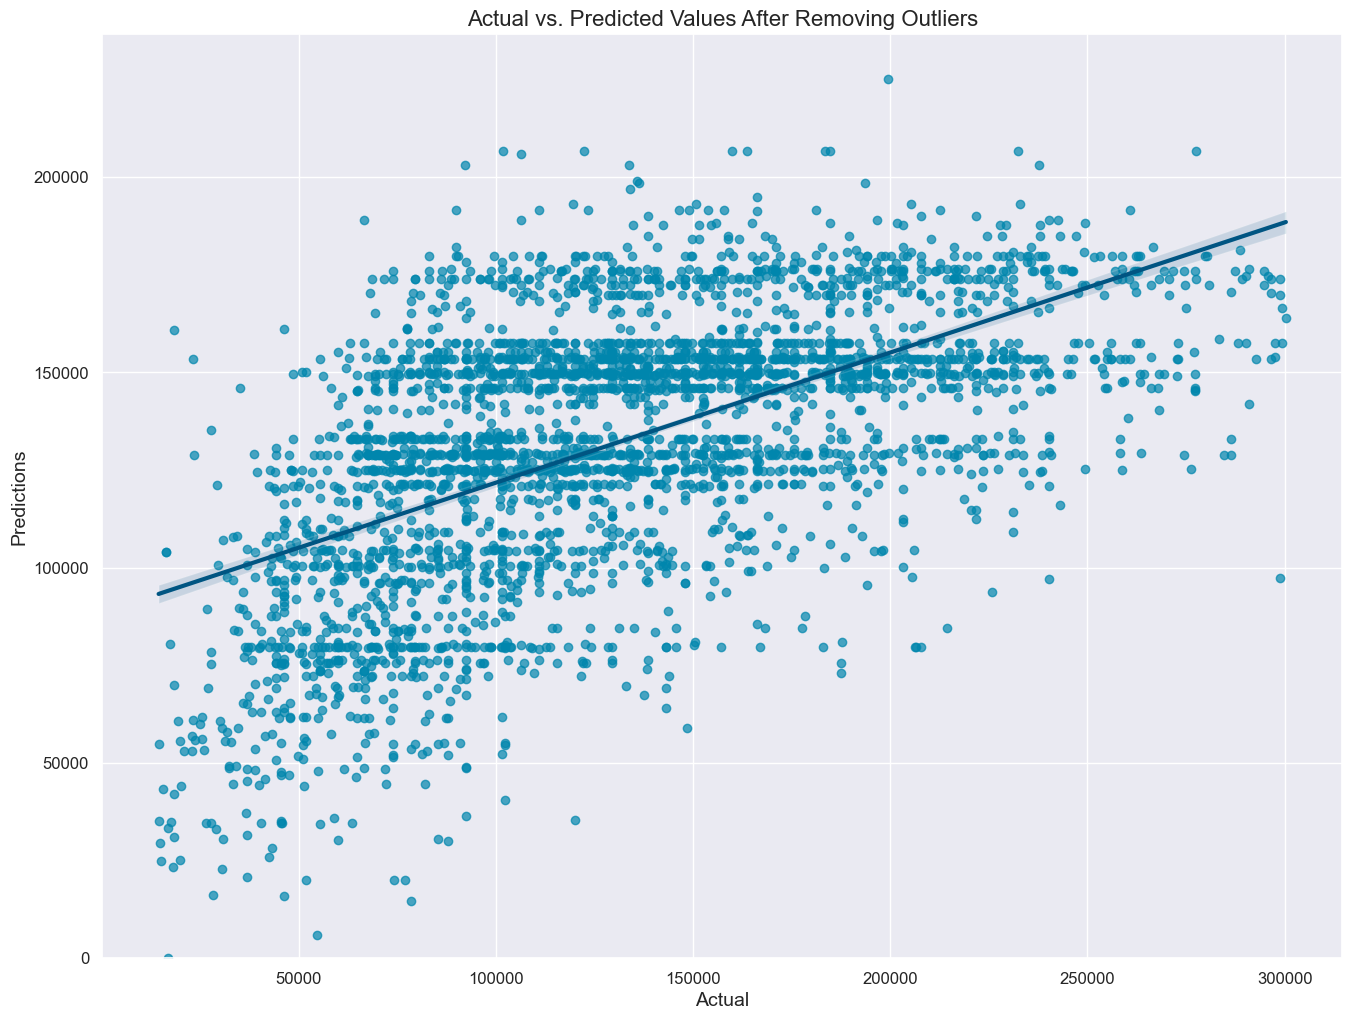 Actual vs. Predicted Values After Removing Outliers
Predictions
200000
150000
100000
50000
0
50000 100000 150000 200000 250000 300000
Actual